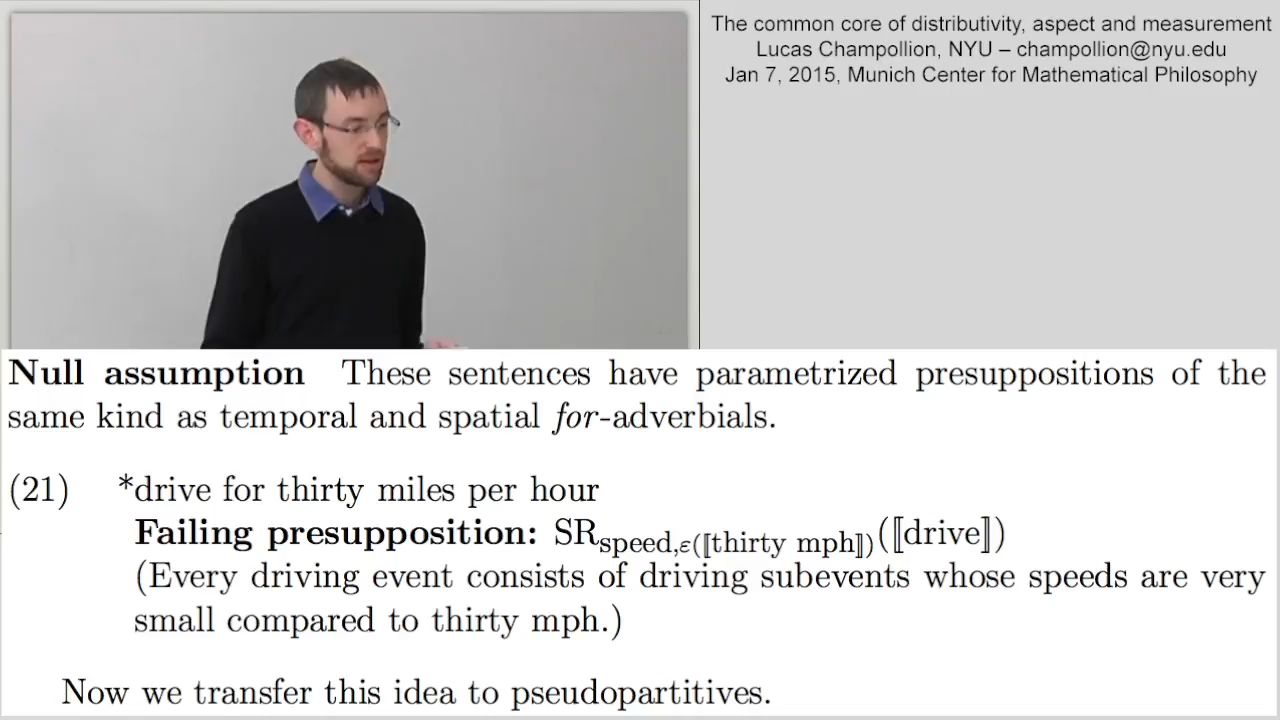 The common core of distributivity, aspect and measurement
Lucas Champollion, NYU – champollion@nyu.edu
Jan 7, 2015, Munich Center for Mathematical Philosophy
Null assumption These sentences have parametrized presuppositions of the
same kind as temporal and spatial for-adverbials.
(21) *drive for thirty miles per hour
Failing presupposition: SR_speed,ε(⟦thirty mph⟧)(⟦drive⟧)
(Every driving event consists of driving subevents whose speeds are very
small compared to thirty mph.)
Now we transfer this idea to pseudopartitives.